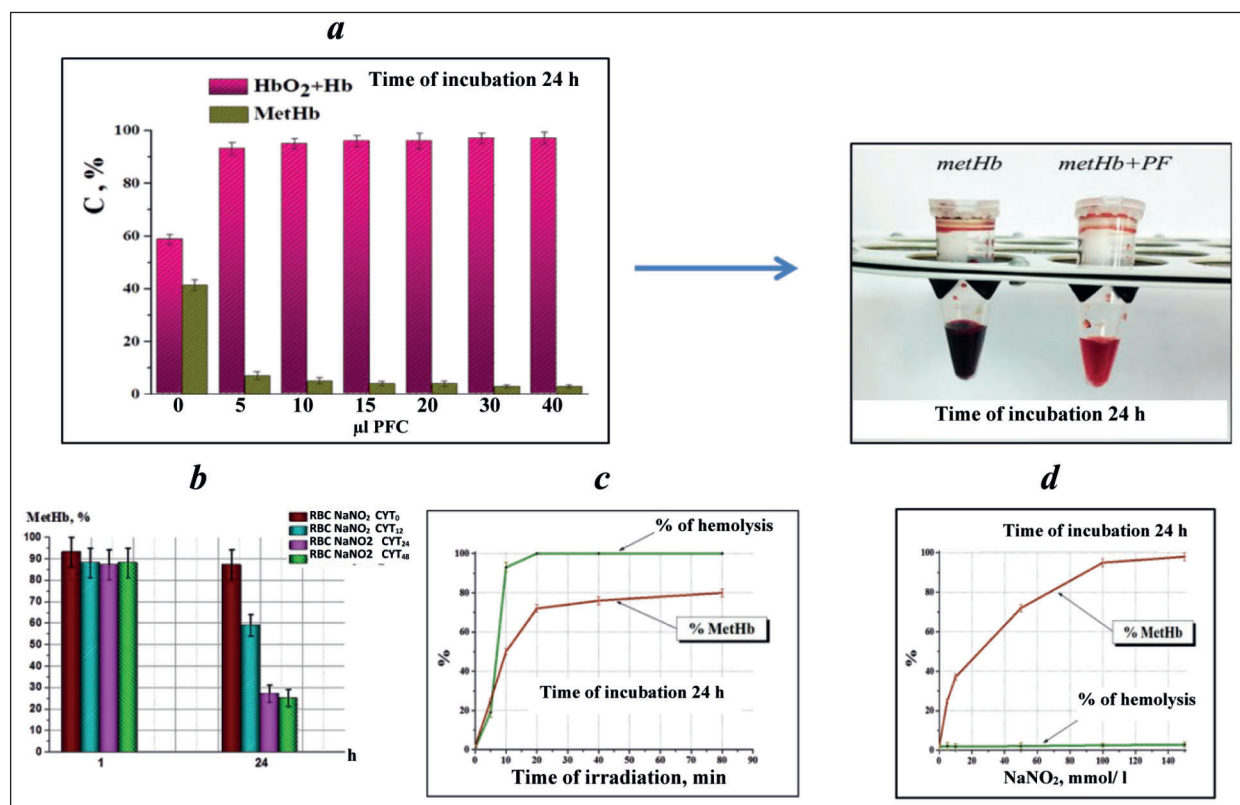 a
Time of incubation 24 h
HbO2+Hb
MetHb
C , %
100
80
60
40
20
0
0 5 10 15 20 30 40
µl PFC
metHb metHb+PF
Time of incubation 24 h
b
MetHb, %
RBC NaNO2 CYT0
RBC NaNO2 CYT12
RBC NaNO2 CYT24
RBC NaNO2 CYT48
100
90
80
70
60
50
40
30
20
10
0
1 24 h
c
% of hemolysis
% MetHb
Time of incubation 24 h
%
100
80
60
40
20
0
0 10 20 30 40 50 60 70 80 90
Time of irradiation, min
d
Time of incubation 24 h
% MetHb
% of hemolysis
%
100
80
60
40
20
0
0 20 40 60 80 100 120 140
NaNO2, mmol/ l